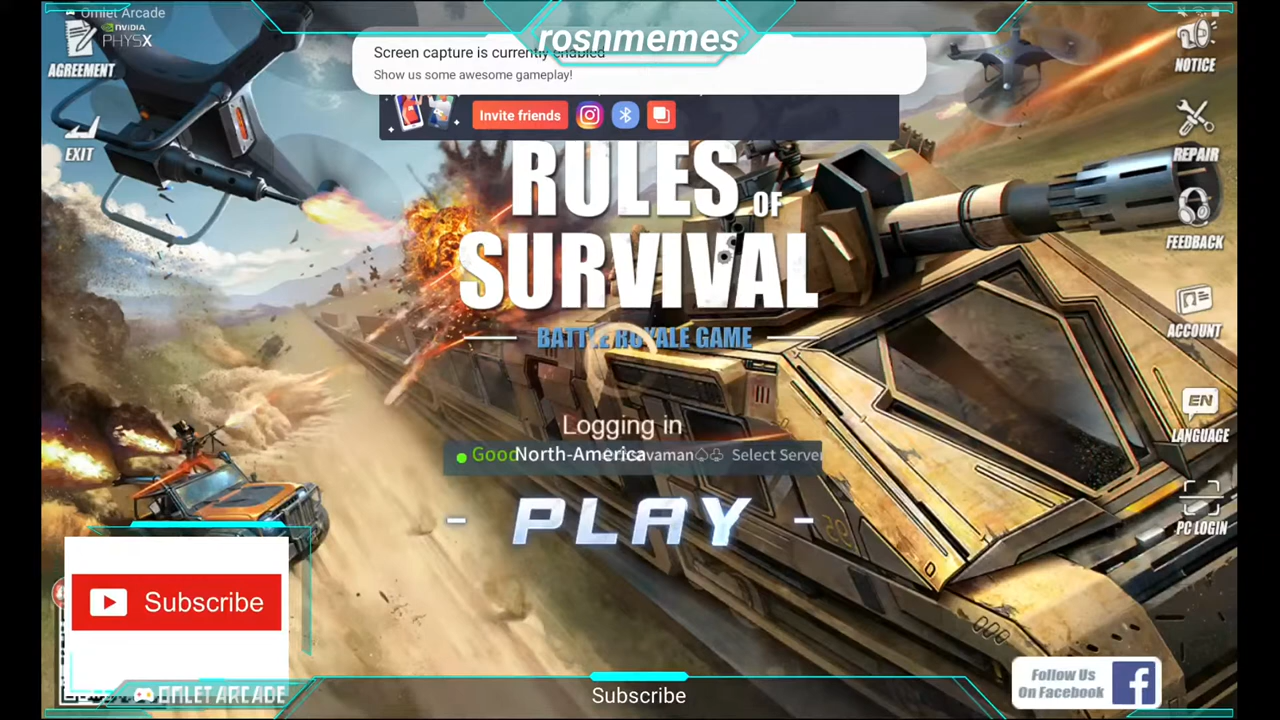 Omlet Arcade
NVIDIA
PHYSX
AGREEMENT
EXIT
rosnmemes
Screen capture is currently enabled
Show us some awesome gameplay!
Invite friends
NOTICE
REPAIR
FEEDBACK
ACCOUNT
EN
LANGUAGE
PC LOGIN
RULES OF
SURVIVAL
BATTLE ROYALE GAME
Logging in
Good North-America Select Server
- PLAY -
Subscribe
OMLET ARCADE
Subscribe
Follow Us
On Facebook